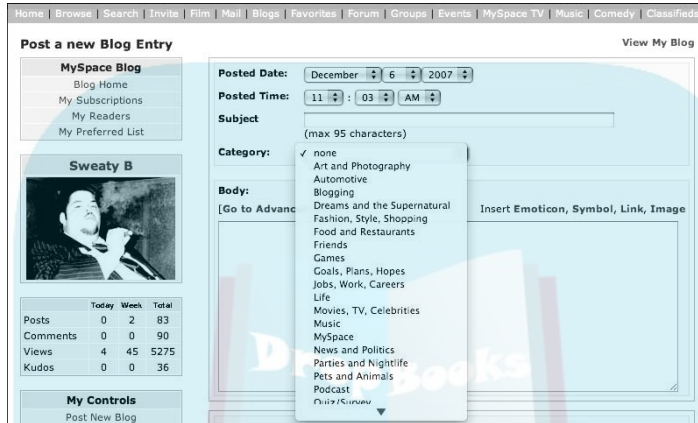 Home | Browse | Search | Invite | Film | Mail | Blogs | Favorites | Forum | Groups | Events | MySpace TV | Music | Comedy | Classifieds
Post a new Blog Entry
View My Blog
MySpace Blog
Blog Home
My Subscriptions
My Readers
My Preferred List
Sweaty B
Today Week Total
Posts 0 2 83
Comments 0 0 90
Views 4 45 5275
Kudos 0 0 36
My Controls
Post New Blog
Posted Date: December 6 2007
Posted Time: 11 : 03 AM
Subject
(max 95 characters)
Category:
✓ none
Art and Photography
Automotive
Blogging
Dreams and the Supernatural
Fashion, Style, Shopping
Food and Restaurants
Friends
Games
Goals, Plans, Hopes
Jobs, Work, Careers
Life
Movies, TV, Celebrities
Music
MySpace
News and Politics
Parties and Nightlife
Pets and Animals
Podcast
Quiz/Survey
Body:
[Go to Advanc
Insert Emoticon, Symbol, Link, Image